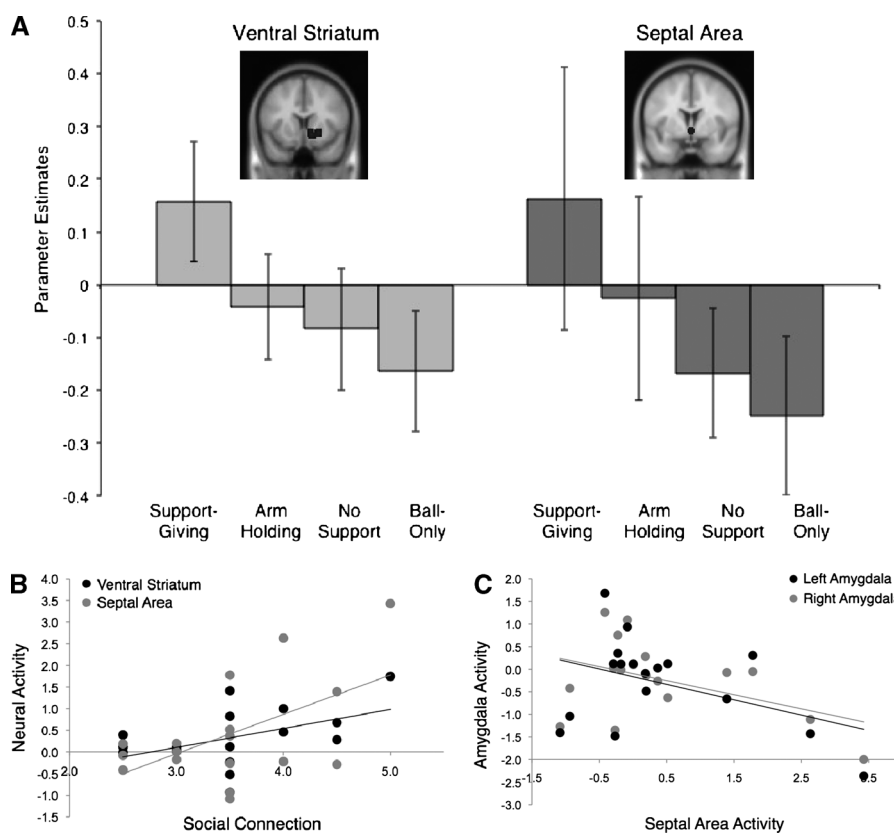 A
Ventral Striatum
Septal Area
Parameter Estimates
0.5
0.4
0.3
0.2
0.1
0
-0.1
-0.2
-0.3
-0.4
Support-
Giving
Arm
Holding
No
Support
Ball-
Only
Support-
Giving
Arm
Holding
No
Support
Ball-
Only
B
Ventral Striatum
Septal Area
Neural Activity
4.0
3.5
3.0
2.5
2.0
1.5
1.0
0.5
0.0
-0.5
-1.0
-1.5
2.0
3.0
4.0
5.0
Social Connection
C
Left Amygdala
Right Amygdala
Amygdala Activity
2.0
1.5
1.0
0.5
0.0
-0.5
-1.0
-1.5
-2.0
-2.5
-3.0
-1.5
-0.5
0.5
1.5
2.5
3.5
Septal Area Activity